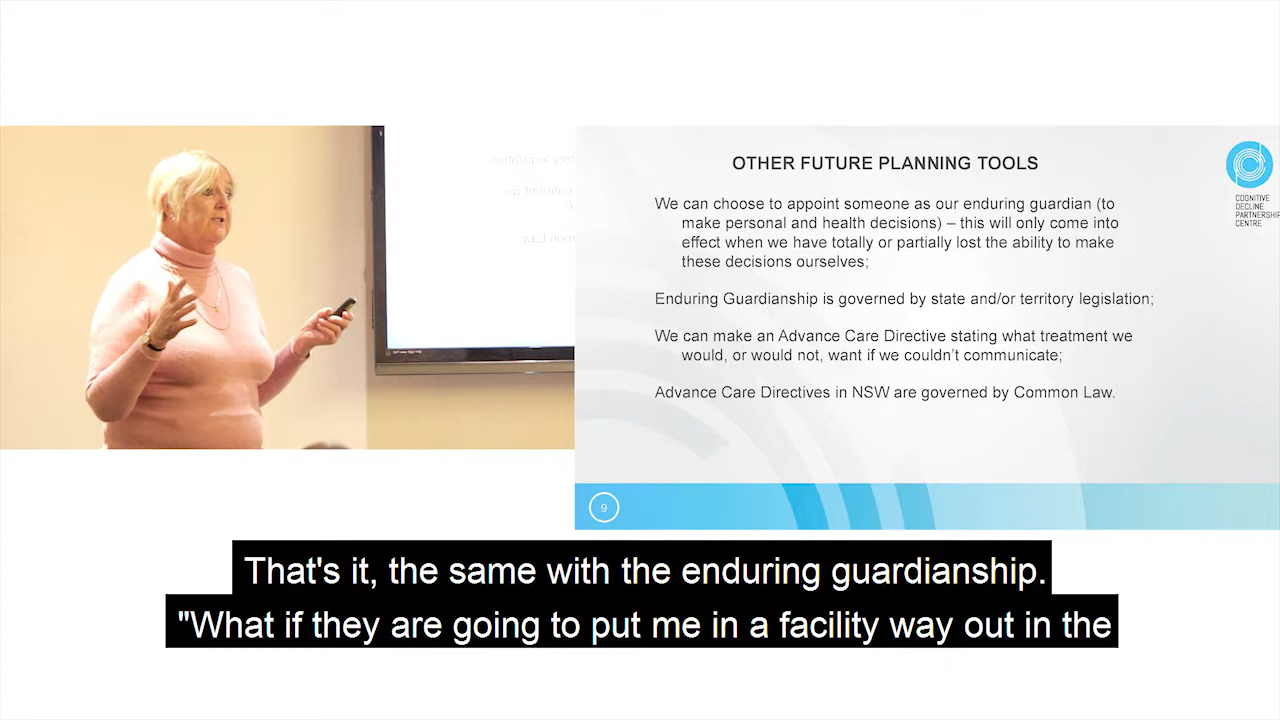 OTHER FUTURE PLANNING TOOLS
We can choose to appoint someone as our enduring guardian (to
make personal and health decisions) – this will only come into
effect when we have totally or partially lost the ability to make
these decisions ourselves;
Enduring Guardianship is governed by state and/or territory legislation;
We can make an Advance Care Directive stating what treatment we
would, or would not, want if we couldn't communicate;
Advance Care Directives in NSW are governed by Common Law.
COGNITIVE
DECLINE
PARTNERSHIP
CENTRE
9
That's it, the same with the enduring guardianship.
"What if they are going to put me in a facility way out in the